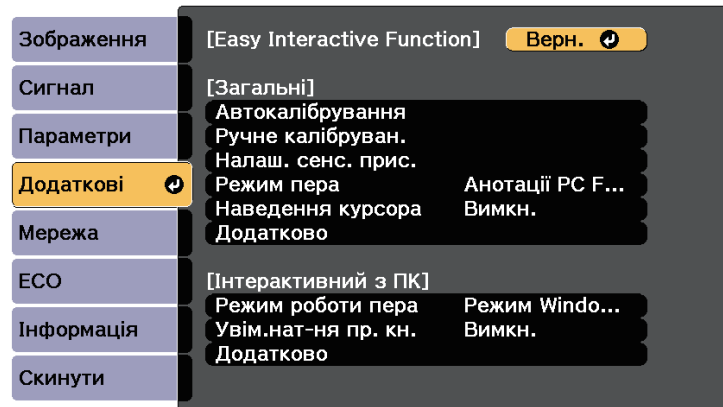 Зображення
Сигнал
Параметри
Додаткові
Мережа
ECO
Інформація
Скинути
[Easy Interactive Function] Верн.
[Загальні]
Автокалібрування
Ручне калібруван.
Налаш. сенс. прис.
Режим пера Анотації PC F...
Наведення курсора Вимкн.
Додатково
[Інтерактивний з ПК]
Режим роботи пера Режим Windo...
Увім.нат-ня пр. кн. Вимкн.
Додатково